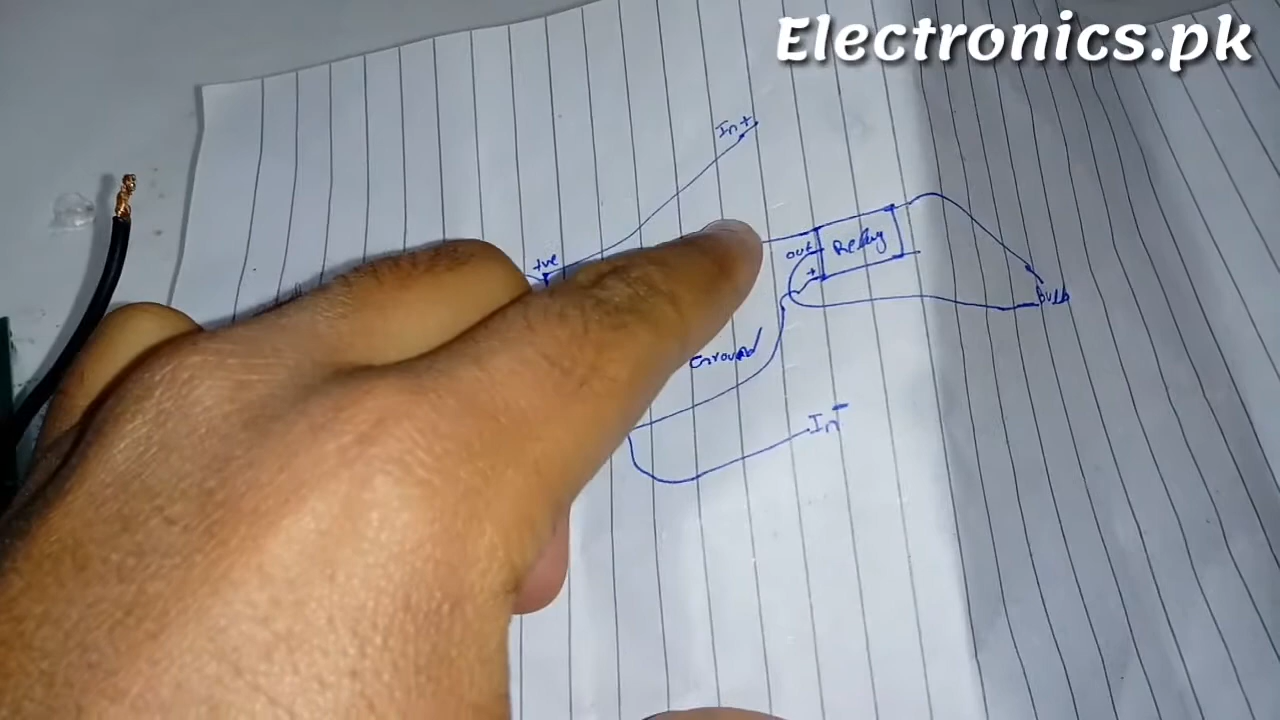 Electronics.pk
In+
+ve
out
Relay
+
Bulb
Ground
In-